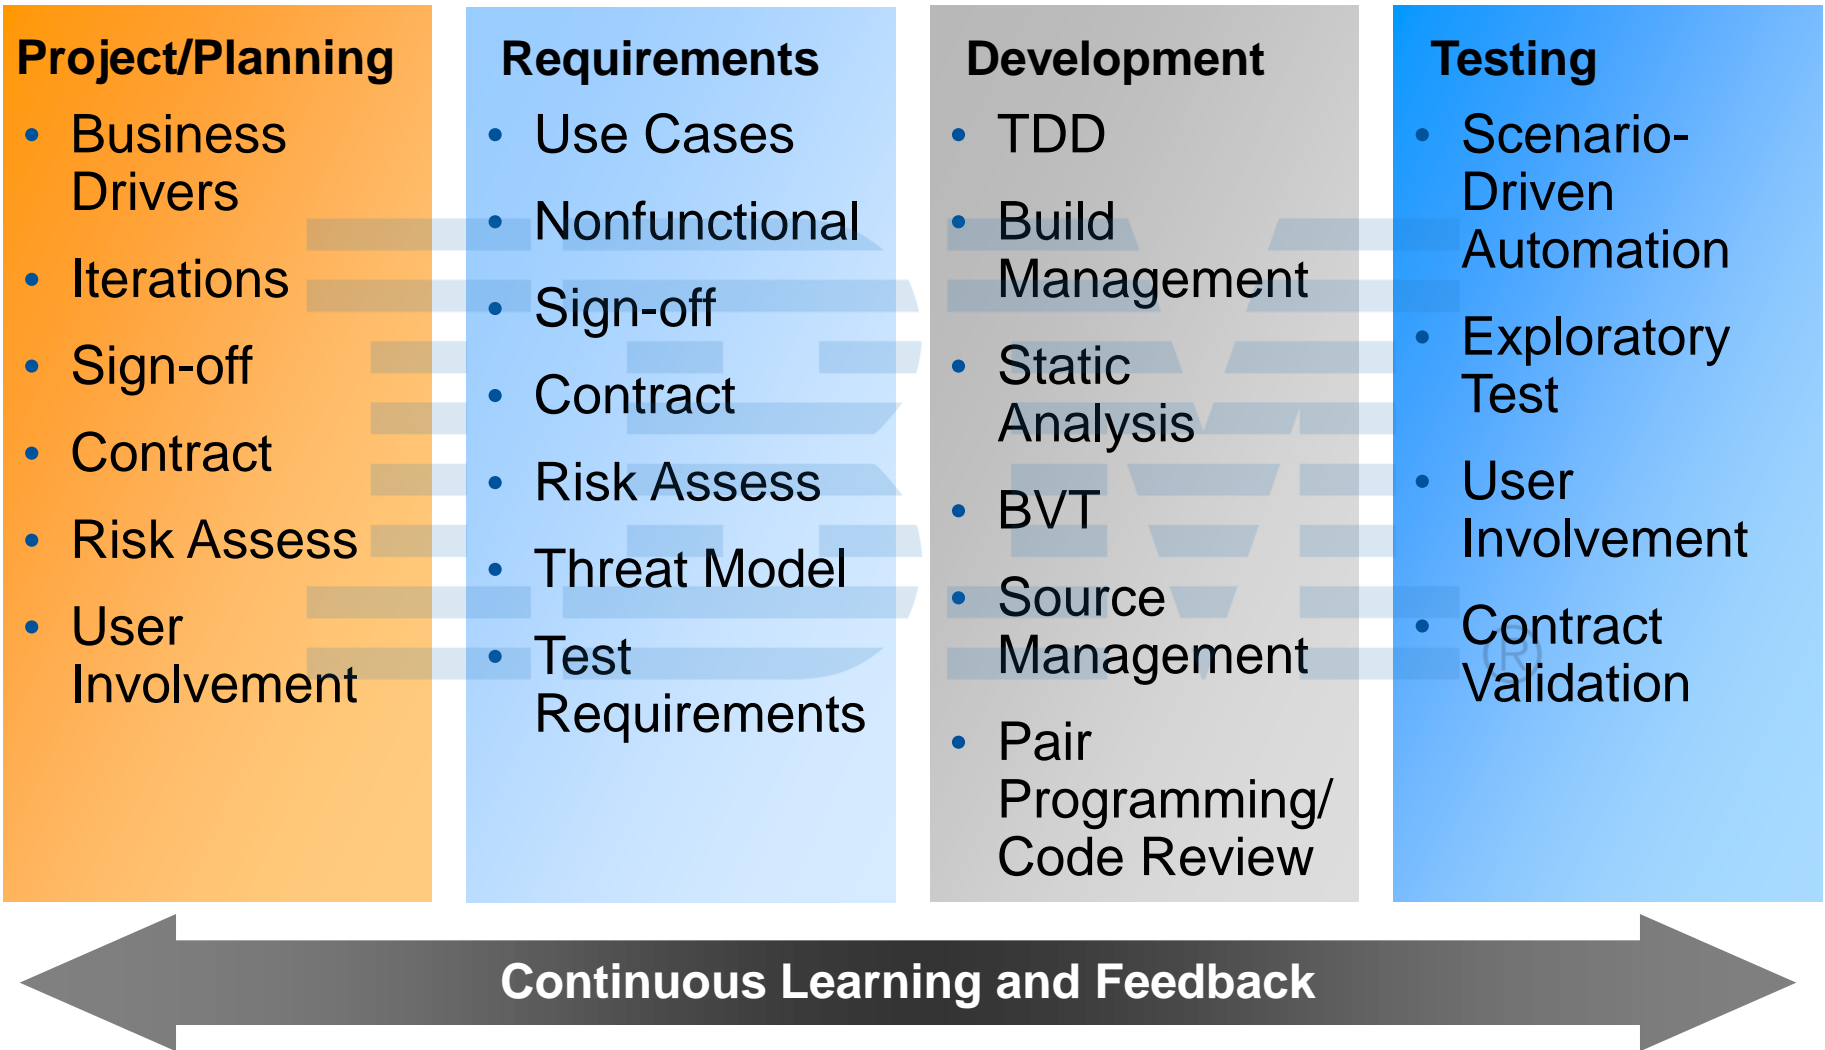 Project/Planning
• Business
Drivers
• Iterations
• Sign-off
• Contract
• Risk Assess
• User
Involvement
Requirements
• Use Cases
• Nonfunctional
• Sign-off
• Contract
• Risk Assess
• Threat Model
• Test
Requirements
Development
• TDD
• Build
Management
• Static
Analysis
• BVT
• Source
Management
• Pair
Programming/
Code Review
Testing
• Scenario-
Driven
Automation
• Exploratory
Test
• User
Involvement
• Contract
Validation
IBM®
Continuous Learning and Feedback